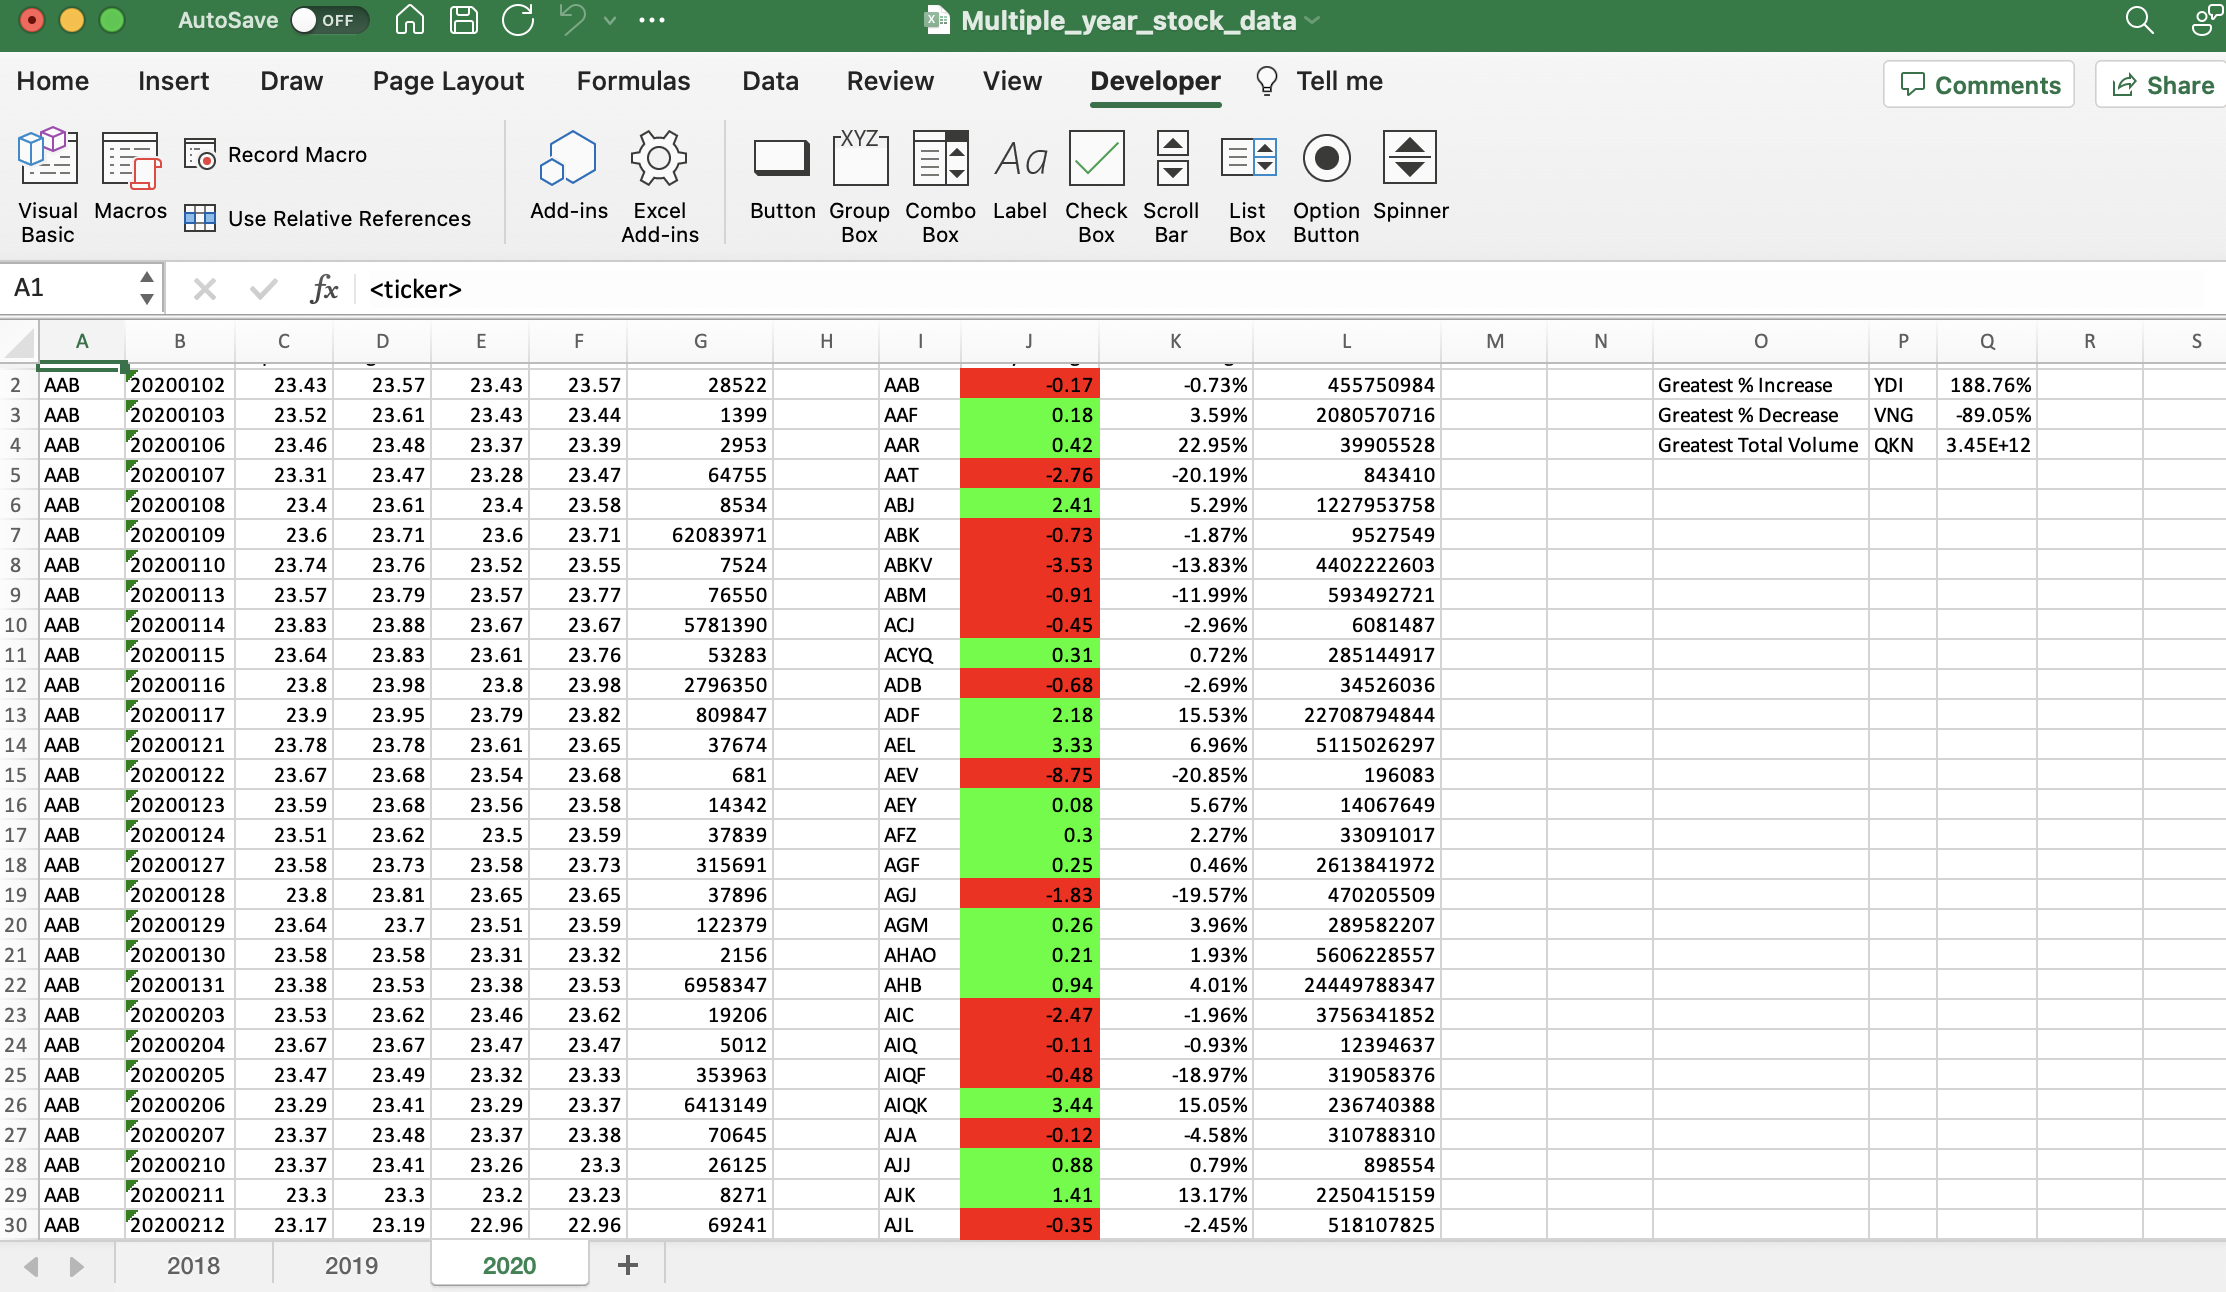 AutoSave OFF Multiple_year_stock_data
Home Insert Draw Page Layout Formulas Data Review View Developer Tell me Comments Share
Visual Basic Macros Record Macro Use Relative References Add-ins Excel Add-ins Button XYZ Group Box Combo Box Aa Label Check Box Scroll Bar List Box Option Button Spinner
A1 fx <ticker>
A B C D E F G H I J K L M N O P Q R S
2 AAB 20200102 23.43 23.57 23.43 23.57 28522 AAB -0.17 -0.73% 455750984 Greatest % Increase YDI 188.76%
3 AAB 20200103 23.52 23.61 23.43 23.44 1399 AAF 0.18 3.59% 2080570716 Greatest % Decrease VNG -89.05%
4 AAB 20200106 23.46 23.48 23.37 23.39 2953 AAR 0.42 22.95% 39905528 Greatest Total Volume QKN 3.45E+12
5 AAB 20200107 23.31 23.47 23.28 23.47 64755 AAT -2.76 -20.19% 843410
6 AAB 20200108 23.4 23.61 23.4 23.58 8534 ABJ 2.41 5.29% 1227953758
7 AAB 20200109 23.6 23.71 23.6 23.71 62083971 ABK -0.73 -1.87% 9527549
8 AAB 20200110 23.74 23.76 23.52 23.55 7524 ABKV -3.53 -13.83% 4402222603
9 AAB 20200113 23.57 23.79 23.57 23.77 76550 ABM -0.91 -11.99% 593492721
10 AAB 20200114 23.83 23.88 23.67 23.67 5781390 ACJ -0.45 -2.96% 6081487
11 AAB 20200115 23.64 23.83 23.61 23.76 53283 ACYQ 0.31 0.72% 285144917
12 AAB 20200116 23.8 23.98 23.8 23.98 2796350 ADB -0.68 -2.69% 34526036
13 AAB 20200117 23.9 23.95 23.79 23.82 809847 ADF 2.18 15.53% 22708794844
14 AAB 20200121 23.78 23.78 23.61 23.65 37674 AEL 3.33 6.96% 5115026297
15 AAB 20200122 23.67 23.68 23.54 23.68 681 AEV -8.75 -20.85% 196083
16 AAB 20200123 23.59 23.68 23.56 23.58 14342 AEY 0.08 5.67% 14067649
17 AAB 20200124 23.51 23.62 23.5 23.59 37839 AFZ 0.3 2.27% 33091017
18 AAB 20200127 23.58 23.73 23.58 23.73 315691 AGF 0.25 0.46% 2613841972
19 AAB 20200128 23.8 23.81 23.65 23.65 37896 AGJ -1.83 -19.57% 470205509
20 AAB 20200129 23.64 23.7 23.51 23.59 122379 AGM 0.26 3.96% 289582207
21 AAB 20200130 23.58 23.58 23.31 23.32 2156 AHAO 0.21 1.93% 5606228557
22 AAB 20200131 23.38 23.53 23.38 23.53 6958347 AHB 0.94 4.01% 24449788347
23 AAB 20200203 23.53 23.62 23.46 23.62 19206 AIC -2.47 -1.96% 3756341852
24 AAB 20200204 23.67 23.67 23.47 23.47 5012 AIQ -0.11 -0.93% 12394637
25 AAB 20200205 23.47 23.49 23.32 23.33 353963 AIQF -0.48 -18.97% 319058376
26 AAB 20200206 23.29 23.41 23.29 23.37 6413149 AIQK 3.44 15.05% 236740388
27 AAB 20200207 23.37 23.48 23.37 23.38 70645 AJA -0.12 -4.58% 310788310
28 AAB 20200210 23.37 23.41 23.26 23.3 26125 AJJ 0.88 0.79% 898554
29 AAB 20200211 23.3 23.3 23.2 23.23 8271 AJK 1.41 13.17% 2250415159
30 AAB 20200212 23.17 23.19 22.96 22.96 69241 AJL -0.35 -2.45% 518107825
2018 2019 2020 +